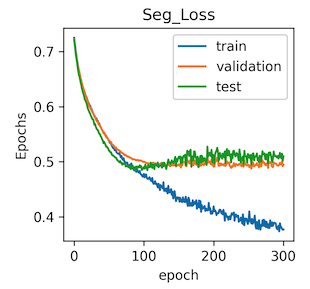 Seg_Loss
train
validation
test
Epochs
0.7
0.6
0.5
0.4
0 100 200 300
epoch